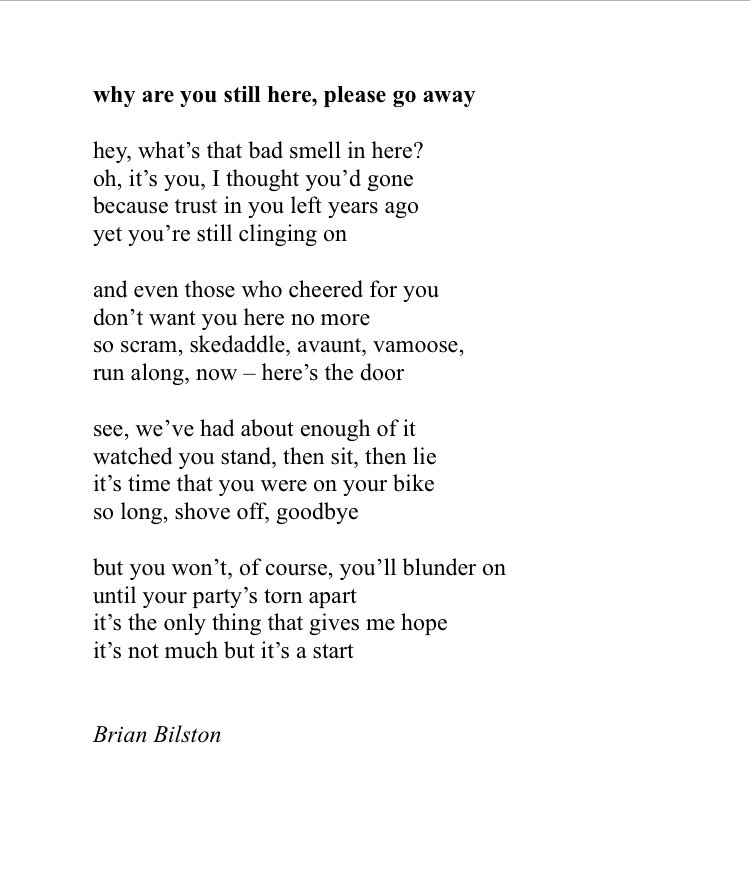 why are you still here, please go away
hey, what’s that bad smell in here?
oh, it’s you, I thought you’d gone
because trust in you left years ago
yet you’re still clinging on
and even those who cheered for you
don’t want you here no more
so scram, skedaddle, avaunt, vamoose,
run along, now – here’s the door
see, we’ve had about enough of it
watched you stand, then sit, then lie
it’s time that you were on your bike
so long, shove off, goodbye
but you won’t, of course, you’ll blunder on
until your party’s torn apart
it’s the only thing that gives me hope
it’s not much but it’s a start
Brian Bilston